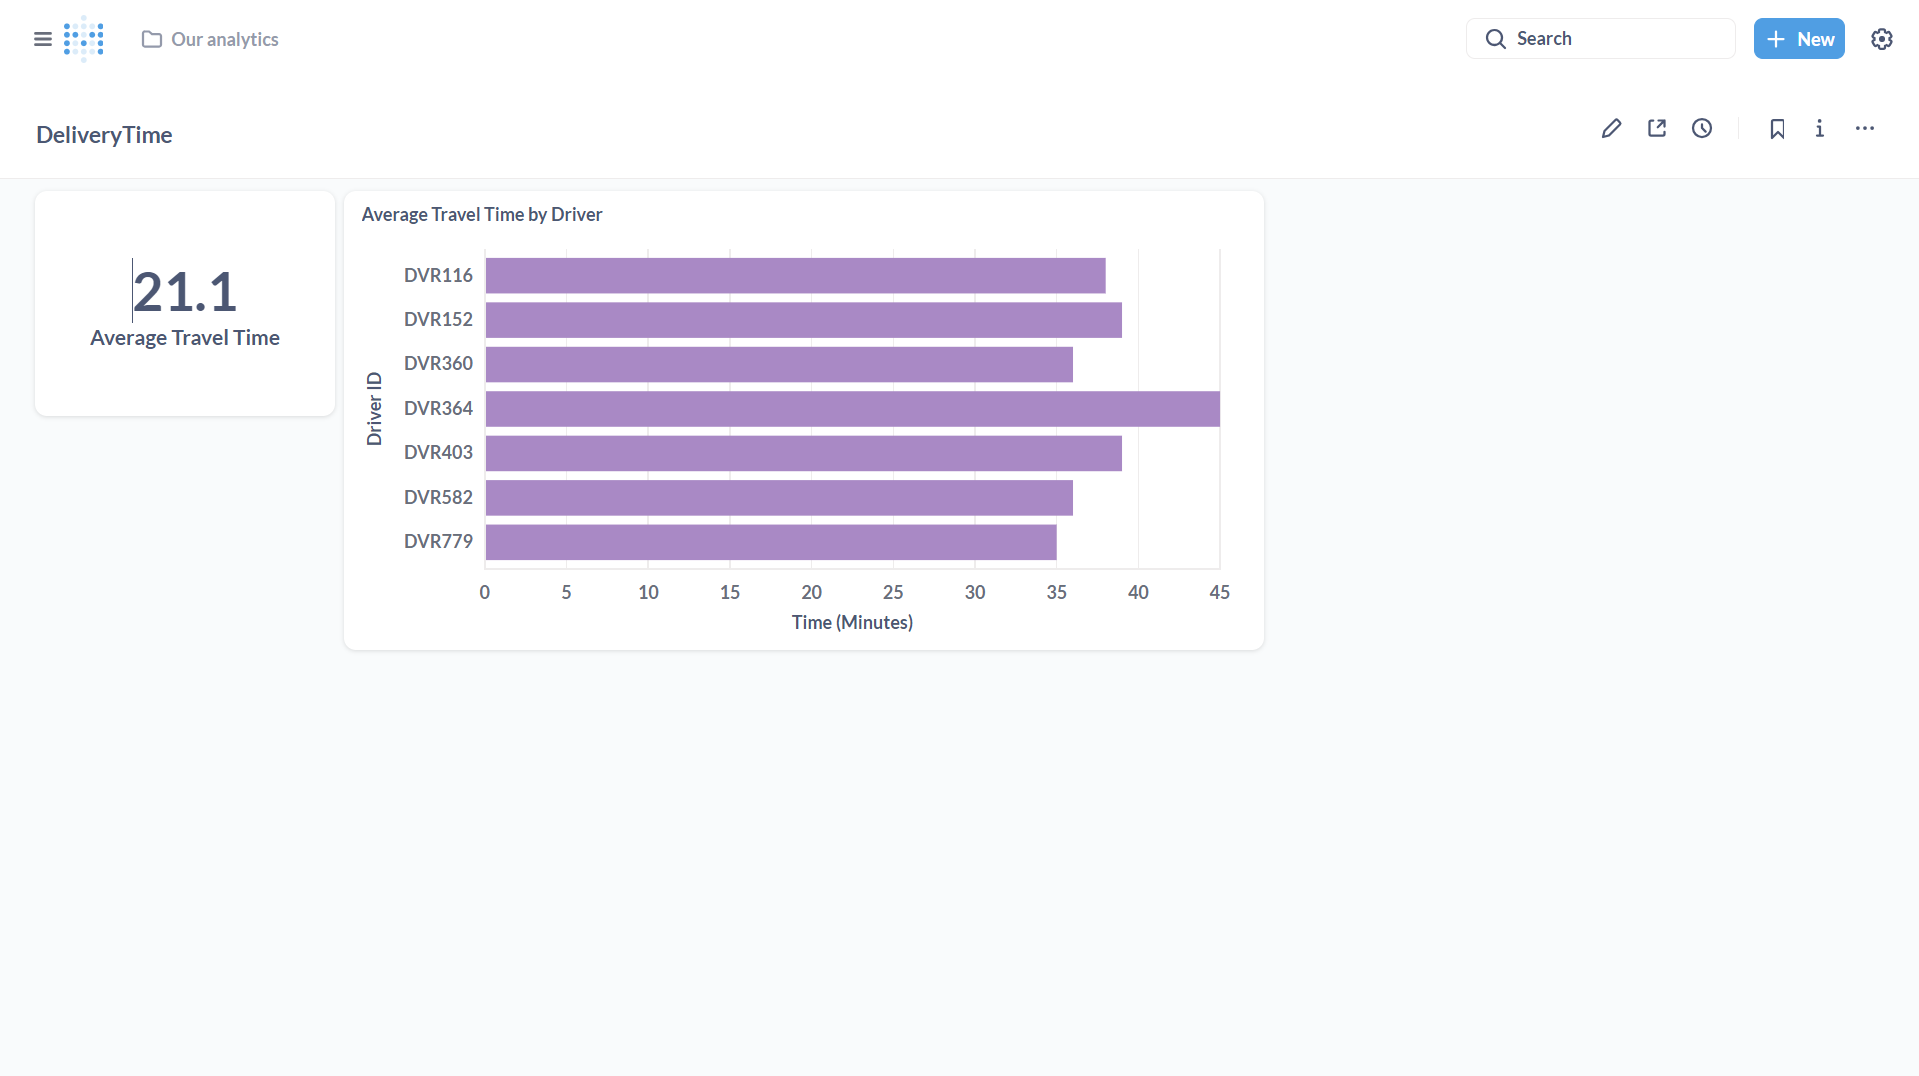 Our analytics
Search
New
DeliveryTime
21.1
Average Travel Time
Average Travel Time by Driver
Driver ID
DVR116
DVR152
DVR360
DVR364
DVR403
DVR582
DVR779
0 5 10 15 20 25 30 35 40 45
Time (Minutes)